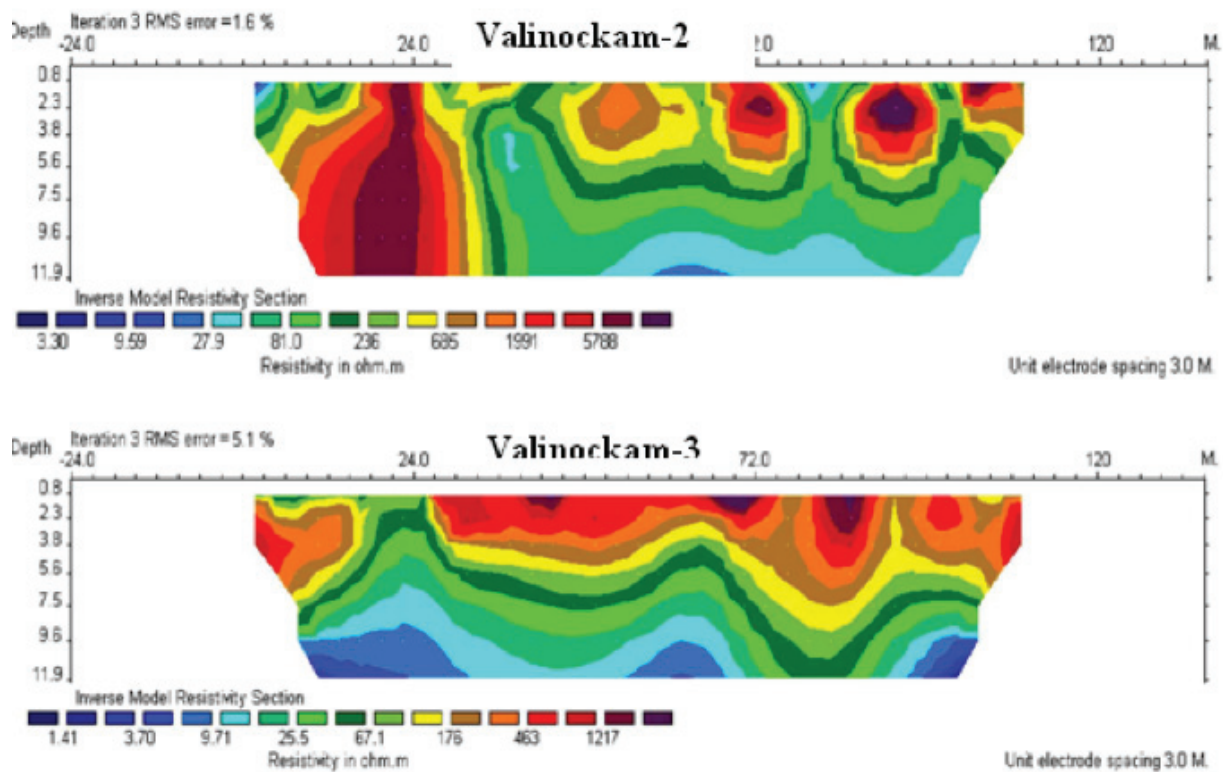 Iteration 3 RMS error = 1.6 %
Depth -24.0 24.0 Valinockam-2 2.0 120 M.
0.8
2.3
3.8
5.6
7.5
9.6
11.9
Inverse Model Resistivity Section
3.30 9.59 27.9 81.0 236 685 1991 5788
Resistivity in ohm.m Unit electrode spacing 3.0 M.
Iteration 3 RMS error = 5.1 %
Depth -24.0 24.0 Valinockam-3 72.0 120 M.
0.8
2.3
3.8
5.6
7.5
9.6
11.9
Inverse Model Resistivity Section
1.41 3.70 9.71 25.5 67.1 176 463 1217
Resistivity in ohm.m Unit electrode spacing 3.0 M.